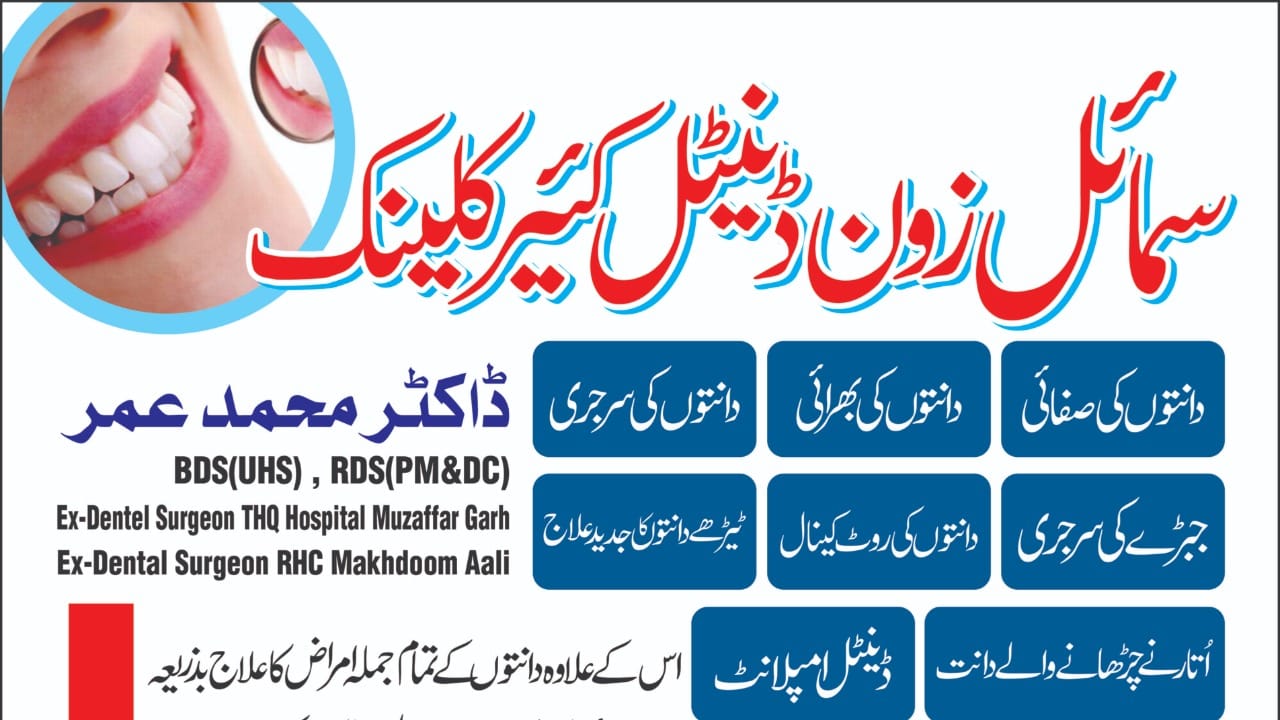 سمائل زون ڈینٹل کئیر کلینک
دانتوں کی صفائی
دانتوں کی بھرائی
دانتوں کی سرجری
جبڑے کی سرجری
دانتوں کی روٹ کینال
ٹیڑھے دانتوں کا جدید علاج
اُتارنے چڑھانے والے دانت
ڈینٹل امپلانٹ
ڈاکٹر محمد عمر
BDS(UHS) , RDS(PM&DC)
Ex-Dentel Surgeon THQ Hospital Muzaffar Garh
Ex-Dental Surgeon RHC Makhdoom Aali
اس کے علاوہ دانتوں کے تمام جملہ امراض کا علاج بذریعہ